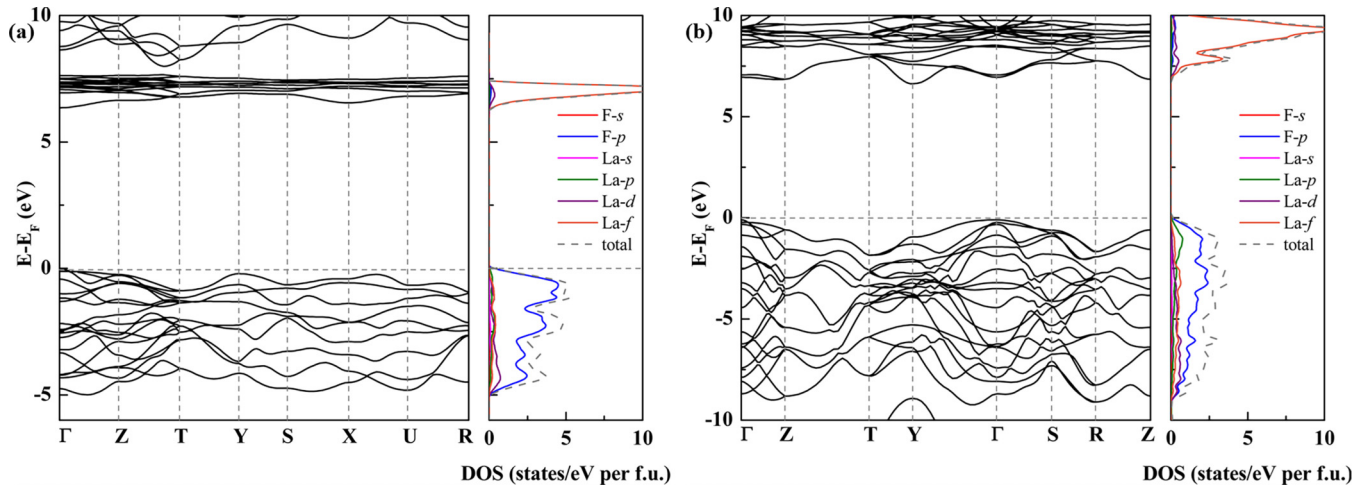 (a)
10
5
0
-5
E-E_F (eV)
Γ Z T Y S X U R
F-s
F-p
La-s
La-p
La-d
La-f
total
0 5 10
DOS (states/eV per f.u.)
(b)
10
5
0
-5
-10
E-E_F (eV)
Γ Z T Y Γ S R Z
F-s
F-p
La-s
La-p
La-d
La-f
total
0 5 10
DOS (states/eV per f.u.)